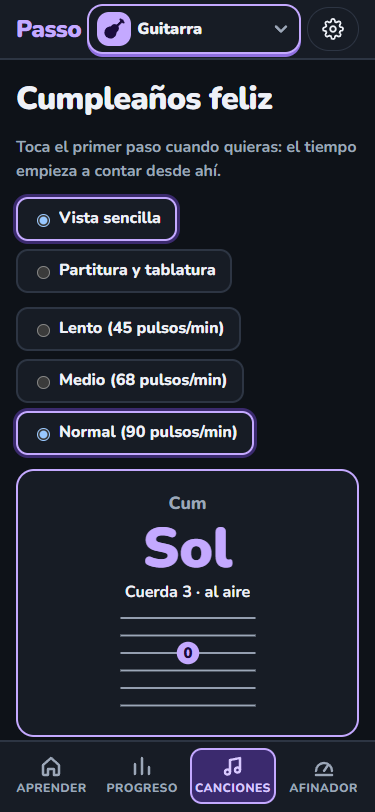 Passo
Guitarra
Cumpleaños feliz
Toca el primer paso cuando quieras: el tiempo
empieza a contar desde ahí.
Vista sencilla
Partitura y tablatura
Lento (45 pulsos/min)
Medio (68 pulsos/min)
Normal (90 pulsos/min)
Cum
Sol
Cuerda 3 · al aire
0
APRENDER PROGRESO CANCIONES AFINADOR